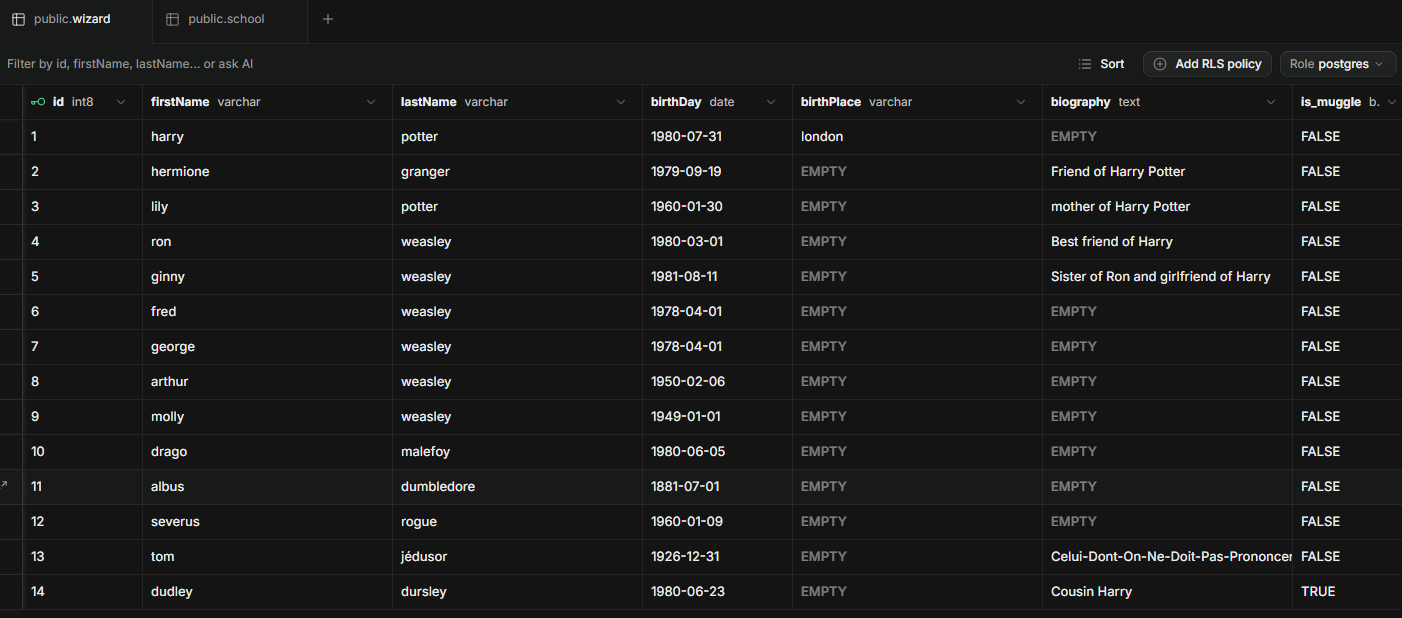 public.wizard public.school +
Filter by id, firstName, lastName... or ask AI Sort Add RLS policy Role postgres
id int8 firstName varchar lastName varchar birthDay date birthPlace varchar biography text is_muggle b.
1 harry potter 1980-07-31 london EMPTY FALSE
2 hermione granger 1979-09-19 EMPTY Friend of Harry Potter FALSE
3 lily potter 1960-01-30 EMPTY mother of Harry Potter FALSE
4 ron weasley 1980-03-01 EMPTY Best friend of Harry FALSE
5 ginny weasley 1981-08-11 EMPTY Sister of Ron and girlfriend of Harry FALSE
6 fred weasley 1978-04-01 EMPTY EMPTY FALSE
7 george weasley 1978-04-01 EMPTY EMPTY FALSE
8 arthur weasley 1950-02-06 EMPTY EMPTY FALSE
9 molly weasley 1949-01-01 EMPTY EMPTY FALSE
10 drago malefoy 1980-06-05 EMPTY EMPTY FALSE
11 albus dumbledore 1881-07-01 EMPTY EMPTY FALSE
12 severus rogue 1960-01-09 EMPTY EMPTY FALSE
13 tom jédusor 1926-12-31 EMPTY Celui-Dont-On-Ne-Doit-Pas-Prononcer FALSE
14 dudley dursley 1980-06-23 EMPTY Cousin Harry TRUE